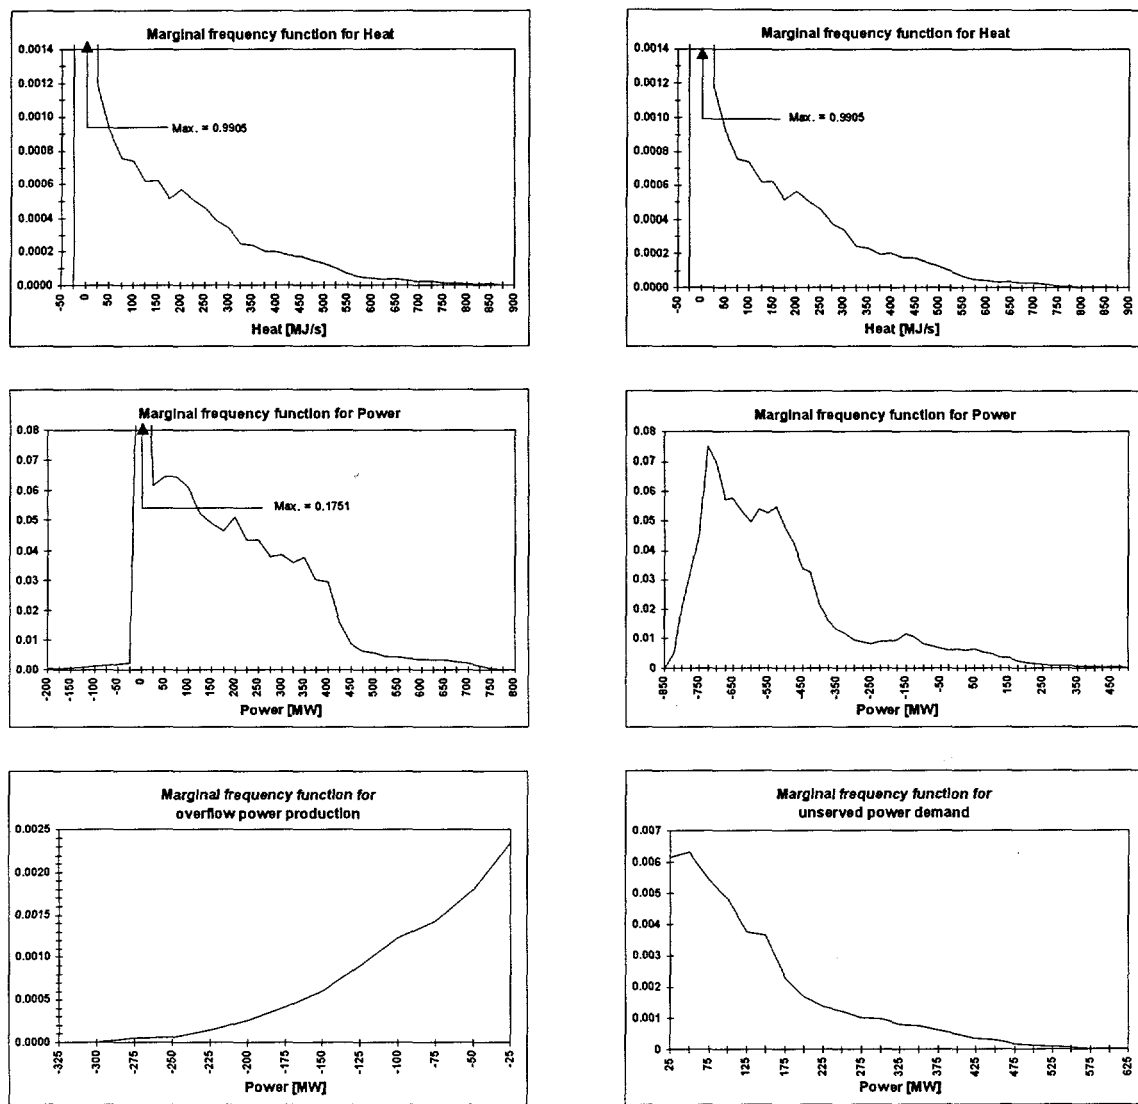 Marginal frequency function for Heat
0.0014
0.0012
0.0010
0.0008
0.0006
0.0004
0.0002
0.0000
Max. = 0.9905
-50 0 50 100 150 200 250 300 350 400 450 500 550 600 650 700 750 800 850 900
Heat [MJ/s]
Marginal frequency function for Heat
0.0014
0.0012
0.0010
0.0008
0.0006
0.0004
0.0002
0.0000
Max. = 0.9905
-50 0 50 100 150 200 250 300 350 400 450 500 550 600 650 700 750 800 850 900
Heat [MJ/s]
Marginal frequency function for Power
0.08
0.07
0.06
0.05
0.04
0.03
0.02
0.01
0.00
Max. = 0.1751
-200 -150 -100 -50 0 50 100 150 200 250 300 350 400 450 500 550 600 650 700 750 800
Power [MW]
Marginal frequency function for Power
0.08
0.07
0.06
0.05
0.04
0.03
0.02
0.01
0
-850 -750 -650 -550 -450 -350 -250 -150 -50 50 150 250 350 450
Power [MW]
Marginal frequency function for
overflow power production
0.0025
0.0020
0.0015
0.0010
0.0005
0.0000
-325 -300 -275 -250 -225 -200 -175 -150 -125 -100 -75 -50 -25
Power [MW]
Marginal frequency function for
unserved power demand
0.007
0.006
0.005
0.004
0.003
0.002
0.001
0
25 75 125 175 225 275 325 375 425 475 525 575 625
Power [MW]